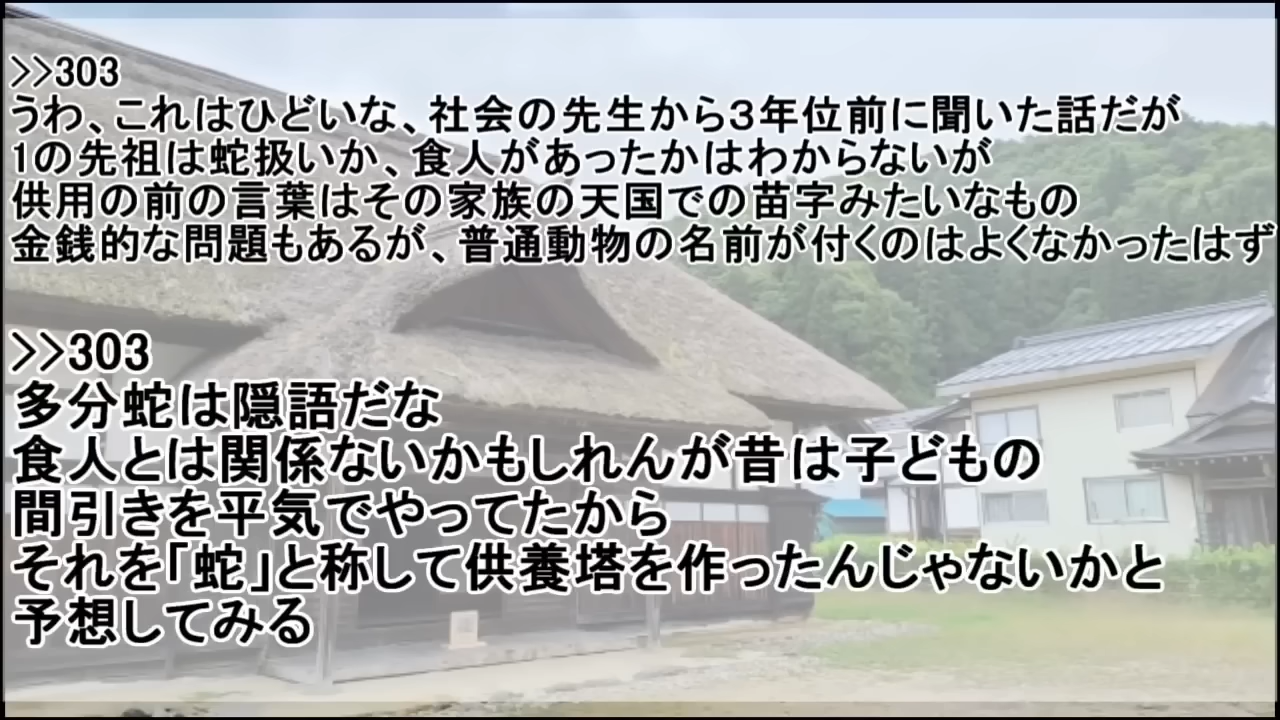 >>303
うわ、これはひどいな、社会の先生から３年位前に聞いた話だが
1の先祖は蛇扱いか、食人があったかはわからないが
供用の前の言葉はその家族の天国での苗字みたいなもの
金銭的な問題もあるが、普通動物の名前が付くのはよくなかったはず
>>303
多分蛇は隠語だな
食人とは関係ないかもしれんが昔は子どもの
間引きを平気でやってたから
それを「蛇」と称して供養塔を作ったんじゃないかと
予想してみる